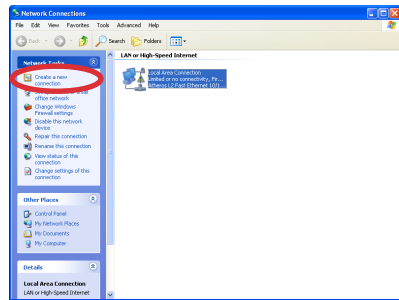 Network Connections
File Edit View Favorites Tools Advanced Help
Back Search Folders
LAN or High-Speed Internet
Network Tasks
Create a new
connection
office network
Change Windows
Firewall settings
Disable this network
device
Repair this connection
Rename this connection
View status of this
connection
Change settings of this
connection
Local Area Connection
Limited or no connectivity, Fir...
Atheros L2 Fast Ethernet 10/1...
Other Places
Control Panel
My Network Places
My Documents
My Computer
Details
Local Area Connection
LAN or High-Speed Internet